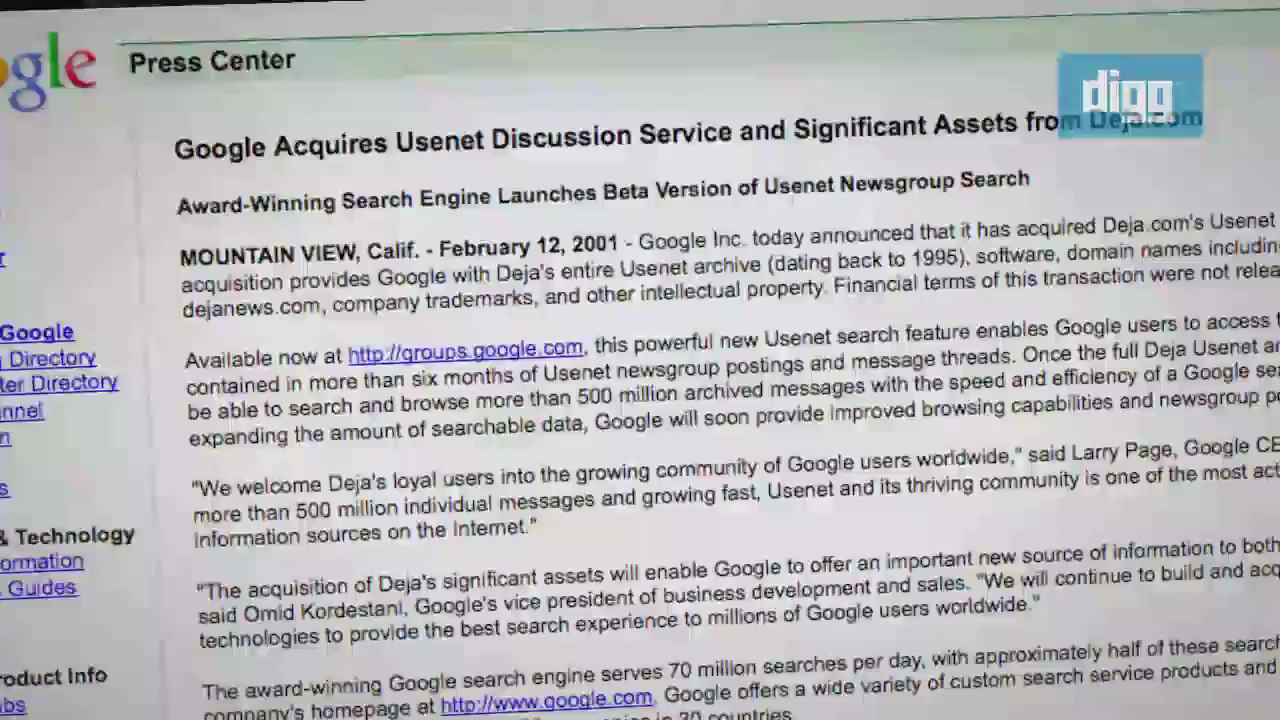 gle Press Center
digg
Google Acquires Usenet Discussion Service and Significant Assets from Deja.com
Award-Winning Search Engine Launches Beta Version of Usenet Newsgroup Search
MOUNTAIN VIEW, Calif. - February 12, 2001 - Google Inc. today announced that it has acquired Deja.com's Usenet
acquisition provides Google with Deja's entire Usenet archive (dating back to 1995), software, domain names includin
dejanews.com, company trademarks, and other intellectual property. Financial terms of this transaction were not relea
Available now at http://groups.google.com, this powerful new Usenet search feature enables Google users to access t
contained in more than six months of Usenet newsgroup postings and message threads. Once the full Deja Usenet ar
be able to search and browse more than 500 million archived messages with the speed and efficiency of a Google se
expanding the amount of searchable data, Google will soon provide improved browsing capabilities and newsgroup po
"We welcome Deja's loyal users into the growing community of Google users worldwide," said Larry Page, Google CE
more than 500 million individual messages and growing fast, Usenet and its thriving community is one of the most act
information sources on the Internet."
"The acquisition of Deja's significant assets will enable Google to offer an important new source of information to both
said Omid Kordestani, Google's vice president of business development and sales. "We will continue to build and acq
technologies to provide the best search experience to millions of Google users worldwide."
The award-winning Google search engine serves 70 million searches per day, with approximately half of these search
company's homepage at http://www.google.com. Google offers a wide variety of custom search service products and
in 30 countries
Google
Directory
ter Directory
nnel
n
s
& Technology
ormation
Guides
roduct Info
bs